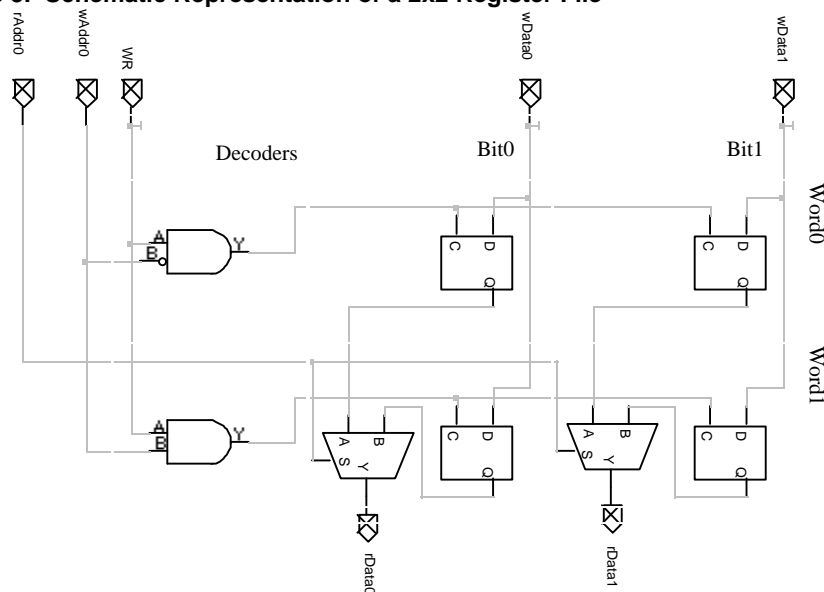 Schematic Representation of a 2x2 Register File
rAddr0
wAddr0
WR
wData0
wData1
Decoders
Bit0
Bit1
Word0
A
B
Y
C
D
Q
C
D
Q
Word1
A
B
Y
A
B
S
Y
C
D
Q
A
B
S
Y
C
D
Q
rData0
rData1